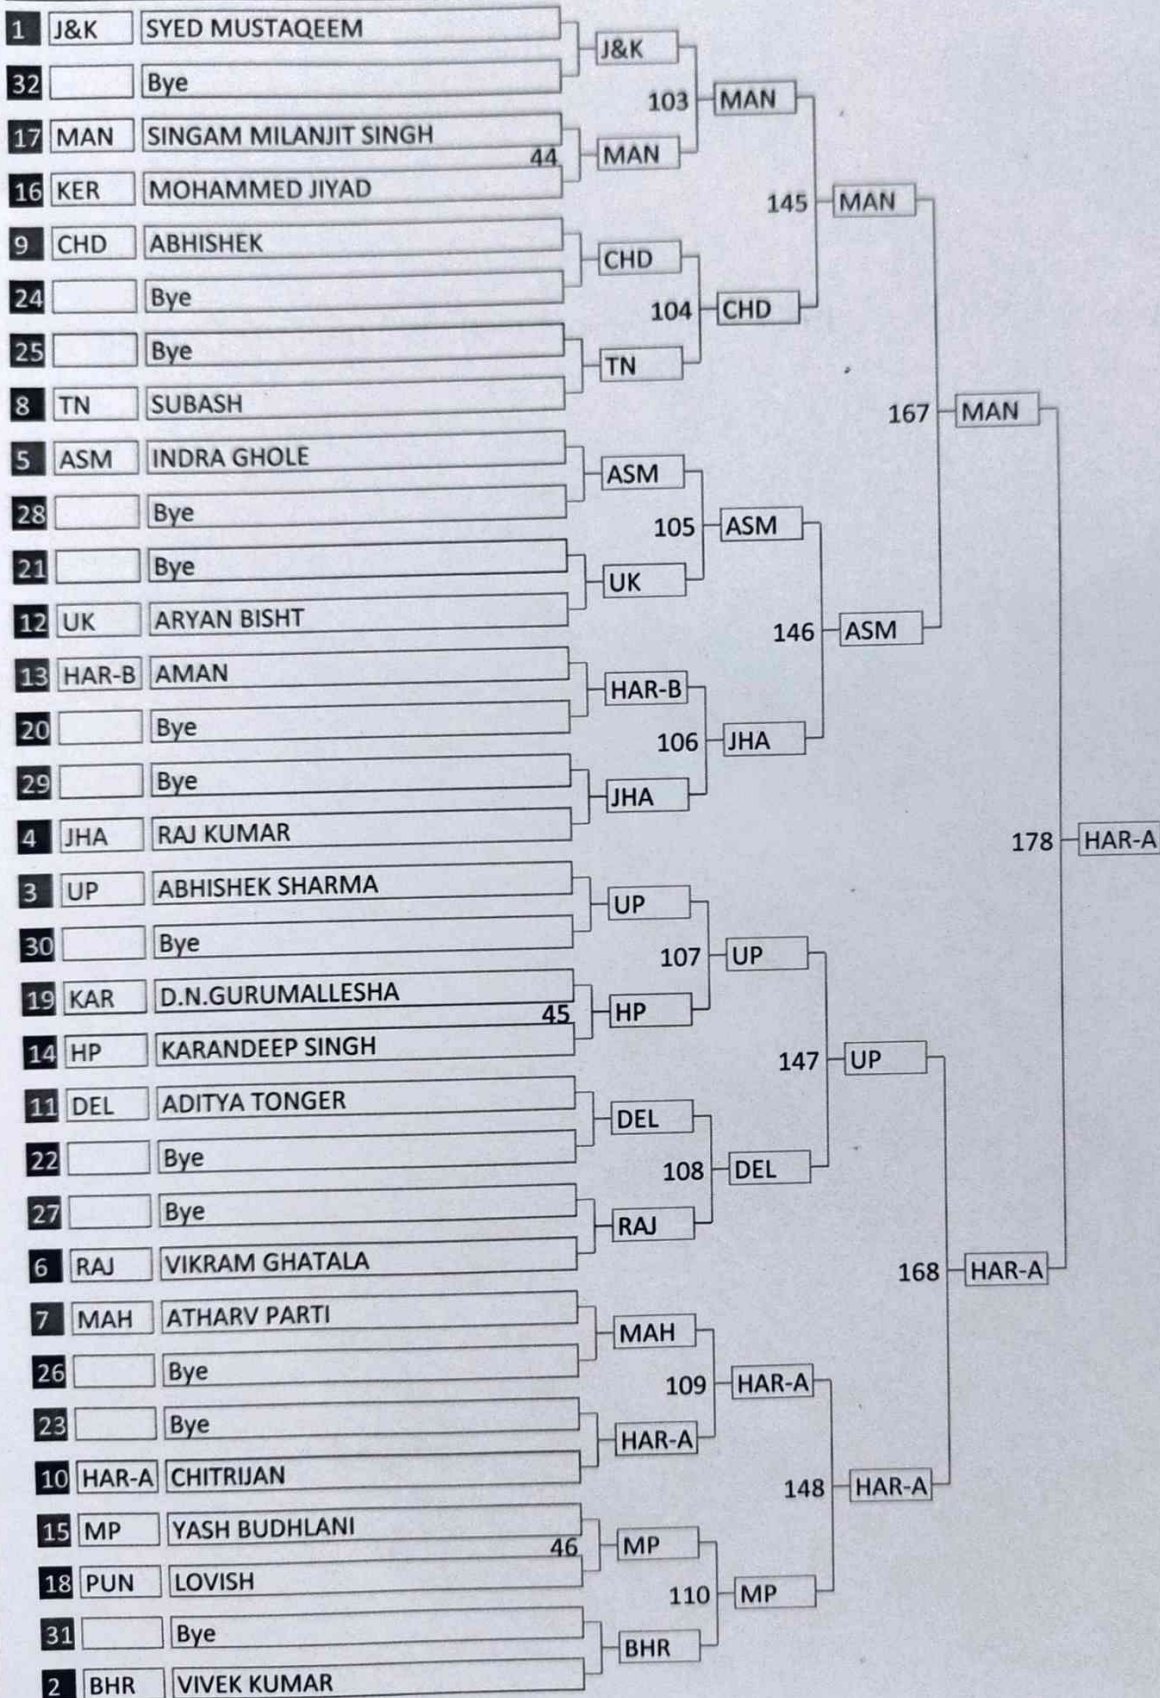 1 J&K SYED MUSTAQEEM
J&K
32 Bye
103 MAN
17 MAN SINGAM MILANJIT SINGH
44 MAN
16 KER MOHAMMED JIYAD
145 MAN
9 CHD ABHISHEK
CHD
24 Bye
104 CHD
25 Bye
TN
8 TN SUBASH
167 MAN
5 ASM INDRA GHOLE
ASM
28 Bye
105 ASM
21 Bye
UK
12 UK ARYAN BISHT
146 ASM
13 HAR-B AMAN
HAR-B
20 Bye
106 JHA
29 Bye
JHA
4 JHA RAJ KUMAR
178 HAR-A
3 UP ABHISHEK SHARMA
UP
30 Bye
107 UP
19 KAR D.N.GURUMALLESHA
45 HP
14 HP KARANDEEP SINGH
147 UP
11 DEL ADITYA TONGER
DEL
22 Bye
108 DEL
27 Bye
RAJ
6 RAJ VIKRAM GHATALA
168 HAR-A
7 MAH ATHARV PARTI
MAH
26 Bye
109 HAR-A
23 Bye
HAR-A
10 HAR-A CHITRIJAN
148 HAR-A
15 MP YASH BUDHLANI
46 MP
18 PUN LOVISH
110 MP
31 Bye
BHR
2 BHR VIVEK KUMAR